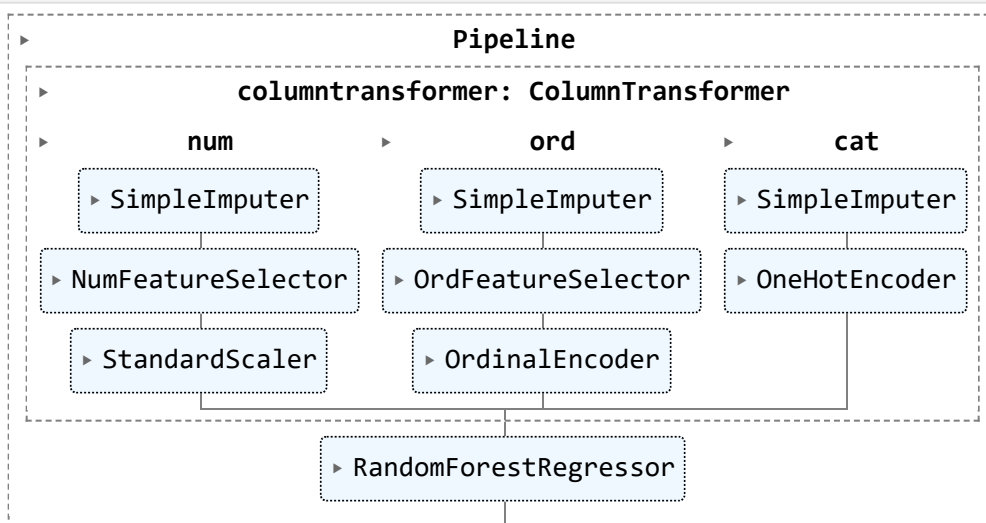 Pipeline
columntransformer: ColumnTransformer
num ord cat
SimpleImputer SimpleImputer SimpleImputer
NumFeatureSelector OrdFeatureSelector OneHotEncoder
StandardScaler OrdinalEncoder
RandomForestRegressor